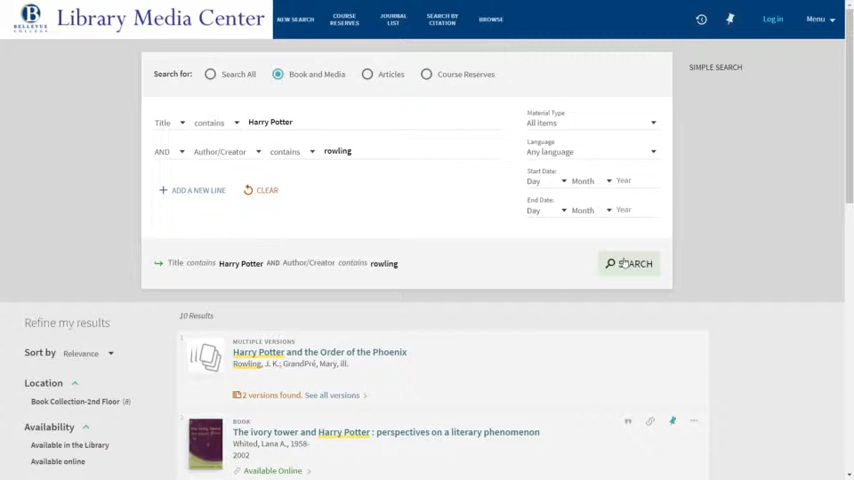 BELLEVUE
COLLEGE
Library Media Center
NEW SEARCH
COURSE RESERVES
JOURNAL LIST
SEARCH BY CITATION
BROWSE
Log in
Menu
Search for: Search All Book and Media Articles Course Reserves
SIMPLE SEARCH
Title contains Harry Potter
AND Author/Creator contains rowling
+ ADD A NEW LINE CLEAR
Material Type
All items
Language
Any language
Start Date:
Day Month Year
End Date:
Day Month Year
Title contains Harry Potter AND Author/Creator contains rowling
SEARCH
Refine my results
Sort by Relevance
Location
Book Collection-2nd Floor (8)
Availability
Available in the Library
Available online
10 Results
1
MULTIPLE VERSIONS
Harry Potter and the Order of the Phoenix
Rowling, J. K.; GrandPré, Mary, ill.
2 versions found. See all versions
2
BOOK
The ivory tower and Harry Potter : perspectives on a literary phenomenon
Whited, Lana A., 1958-
2002
Available Online